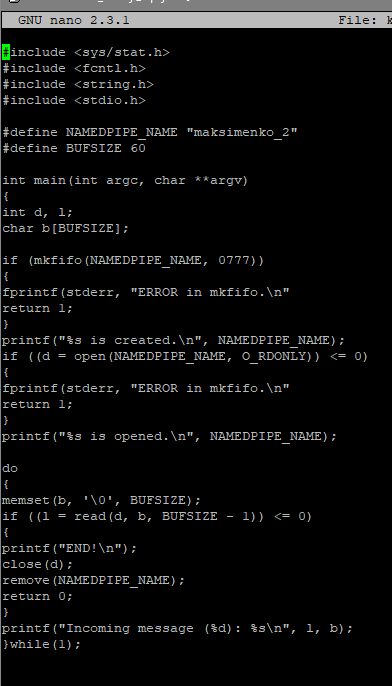 GNU nano 2.3.1 File: k
#include <sys/stat.h>
#include <fcntl.h>
#include <string.h>
#include <stdio.h>
#define NAMEDPIPE_NAME "maksimenko_2"
#define BUFSIZE 60
int main(int argc, char **argv)
{
int d, l;
char b[BUFSIZE];
if (mkfifo(NAMEDPIPE_NAME, 0777))
{
fprintf(stderr, "ERROR in mkfifo.\n"
return 1;
}
printf("%s is created.\n", NAMEDPIPE_NAME);
if ((d = open(NAMEDPIPE_NAME, O_RDONLY)) <= 0)
{
fprintf(stderr, "ERROR in mkfifo.\n"
return 1;
}
printf("%s is opened.\n", NAMEDPIPE_NAME);
do
{
memset(b, '\0', BUFSIZE);
if ((l = read(d, b, BUFSIZE - 1)) <= 0)
{
printf("END!\n");
close(d);
remove(NAMEDPIPE_NAME);
return 0;
}
printf("Incoming message (%d): %s\n", l, b);
}while(1);